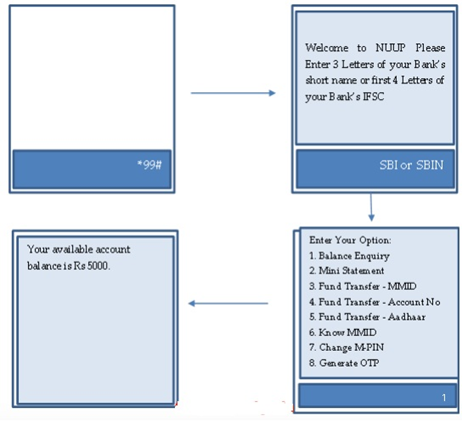 *99#
Welcome to NUUP Please
Enter 3 Letters of your Bank's
short name or first 4 Letters of
your Bank's IFSC
SBI or SBIN
Enter Your Option:
1. Balance Enquiry
2. Mini Statement
3. Fund Transfer - MMID
4. Fund Transfer - Account No
5. Fund Transfer - Aadhaar
6. Know MMID
7. Change M-PIN
8. Generate OTP
1
Your available account
balance is Rs 5000.